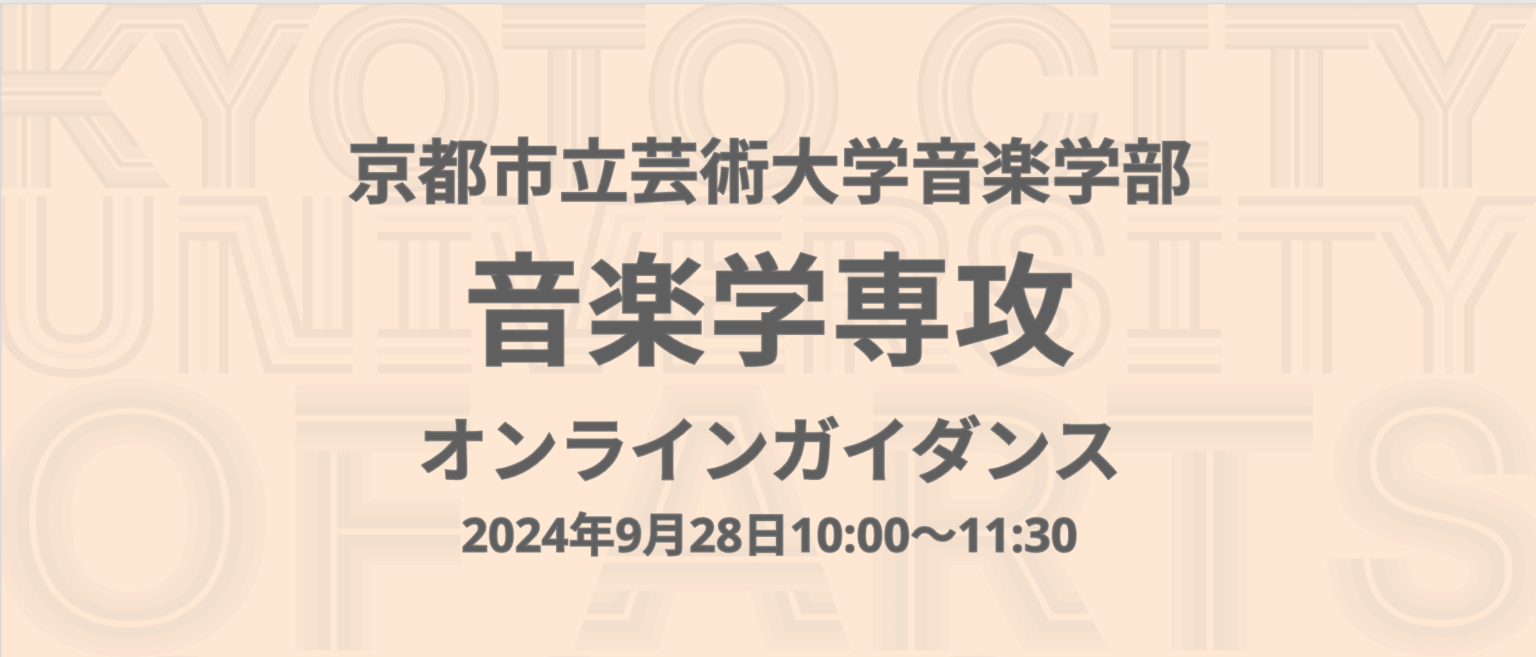 KYOTO CITY
UNIVERSITY
OF ARTS
京都市立芸術大学音楽学部
音楽学専攻
オンラインガイダンス
2024年9月28日10:00〜11:30